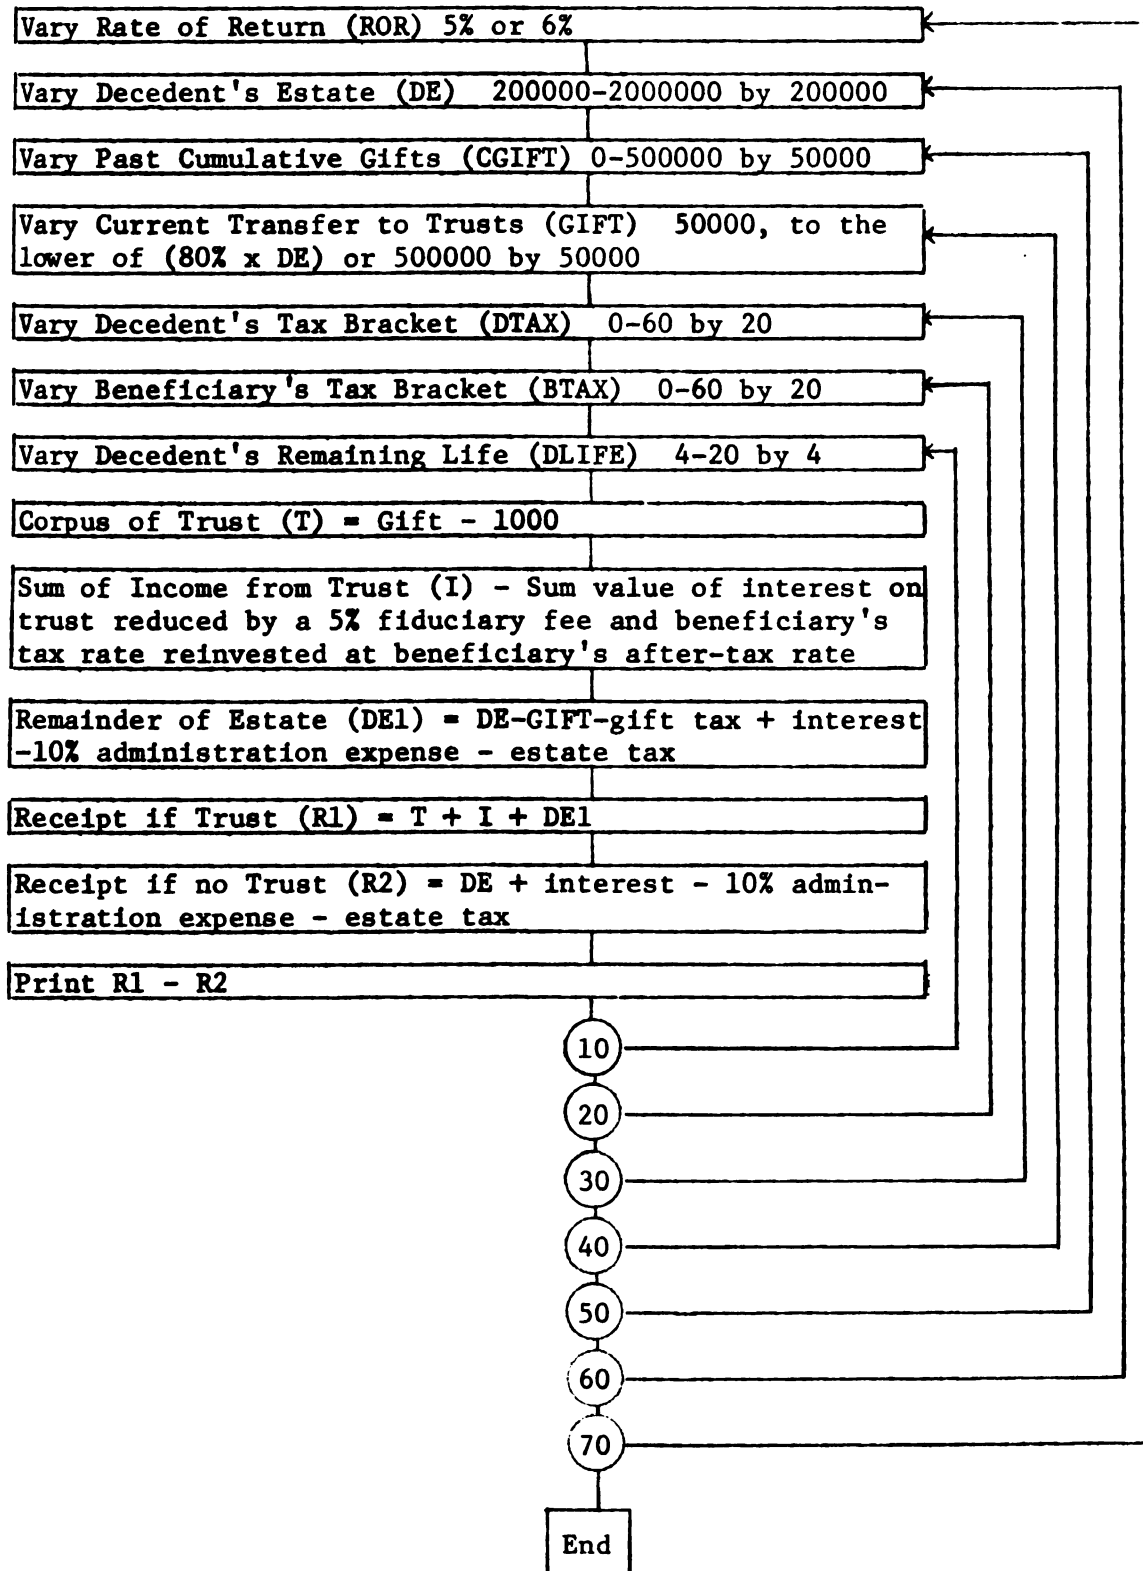 Vary Rate of Return (ROR) 5% or 6%
Vary Decedent's Estate (DE) 200000-2000000 by 200000
Vary Past Cumulative Gifts (CGIFT) 0-500000 by 50000
Vary Current Transfer to Trusts (GIFT) 50000, to the
lower of (80% x DE) or 500000 by 50000
Vary Decedent's Tax Bracket (DTAX) 0-60 by 20
Vary Beneficiary's Tax Bracket (BTAX) 0-60 by 20
Vary Decedent's Remaining Life (DLIFE) 4-20 by 4
Corpus of Trust (T) = Gift - 1000
Sum of Income from Trust (I) - Sum value of interest on
trust reduced by a 5% fiduciary fee and beneficiary's
tax rate reinvested at beneficiary's after-tax rate
Remainder of Estate (DE1) = DE-GIFT-gift tax + interest
-10% administration expense - estate tax
Receipt if Trust (R1) = T + I + DE1
Receipt if no Trust (R2) = DE + interest - 10% admin-
istration expense - estate tax
Print R1 - R2
10
20
30
40
50
60
70
End